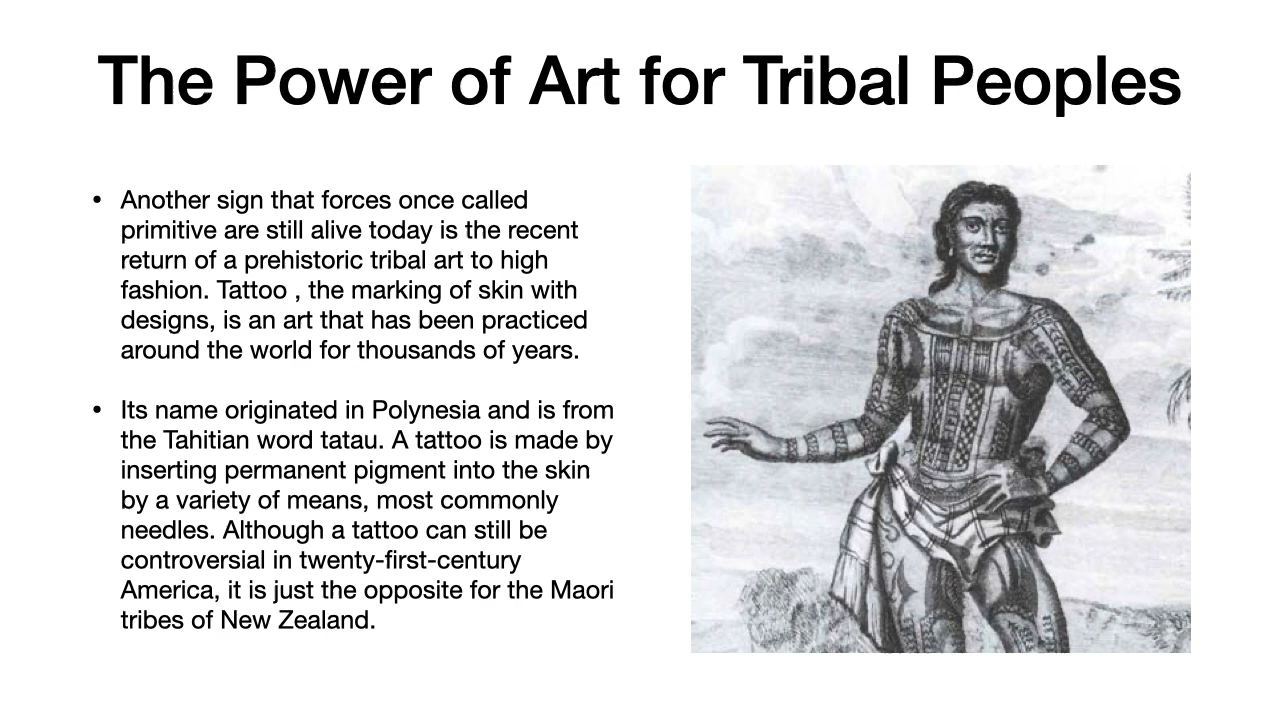 The Power of Art for Tribal Peoples
• Another sign that forces once called
primitive are still alive today is the recent
return of a prehistoric tribal art to high
fashion. Tattoo , the marking of skin with
designs, is an art that has been practiced
around the world for thousands of years.
• Its name originated in Polynesia and is from
the Tahitian word tatau. A tattoo is made by
inserting permanent pigment into the skin
by a variety of means, most commonly
needles. Although a tattoo can still be
controversial in twenty-first-century
America, it is just the opposite for the Maori
tribes of New Zealand.